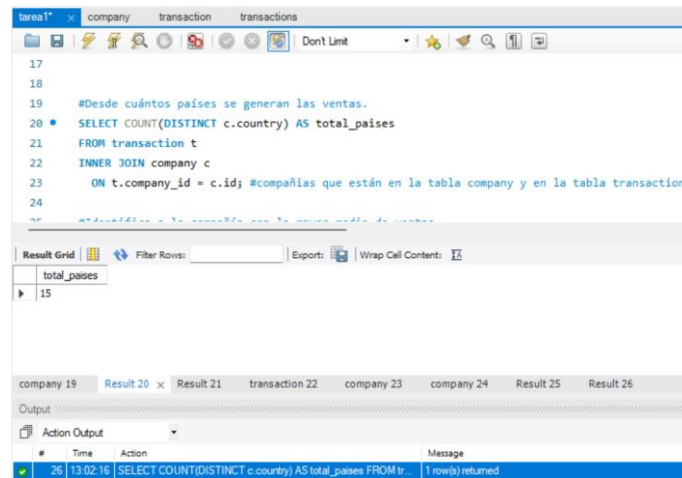 tarea1* × company transaction transactions
Don't Limit
17
18
19 #Desde cuántos países se generan las ventas.
20 SELECT COUNT(DISTINCT c.country) AS total_paises
21 FROM transaction t
22 INNER JOIN company c
23 ON t.company_id = c.id; #compañias que están en la tabla company y en la tabla transaction
24
Result Grid Filter Rows: Export: Wrap Cell Content: IA
total_paises
15
company 19 Result 20 × Result 21 transaction 22 company 23 company 24 Result 25 Result 26
Output
Action Output
# Time Action Message
26 13:02:16 SELECT COUNT(DISTINCT c.country) AS total_paises FROM tr... 1 row(s) returned